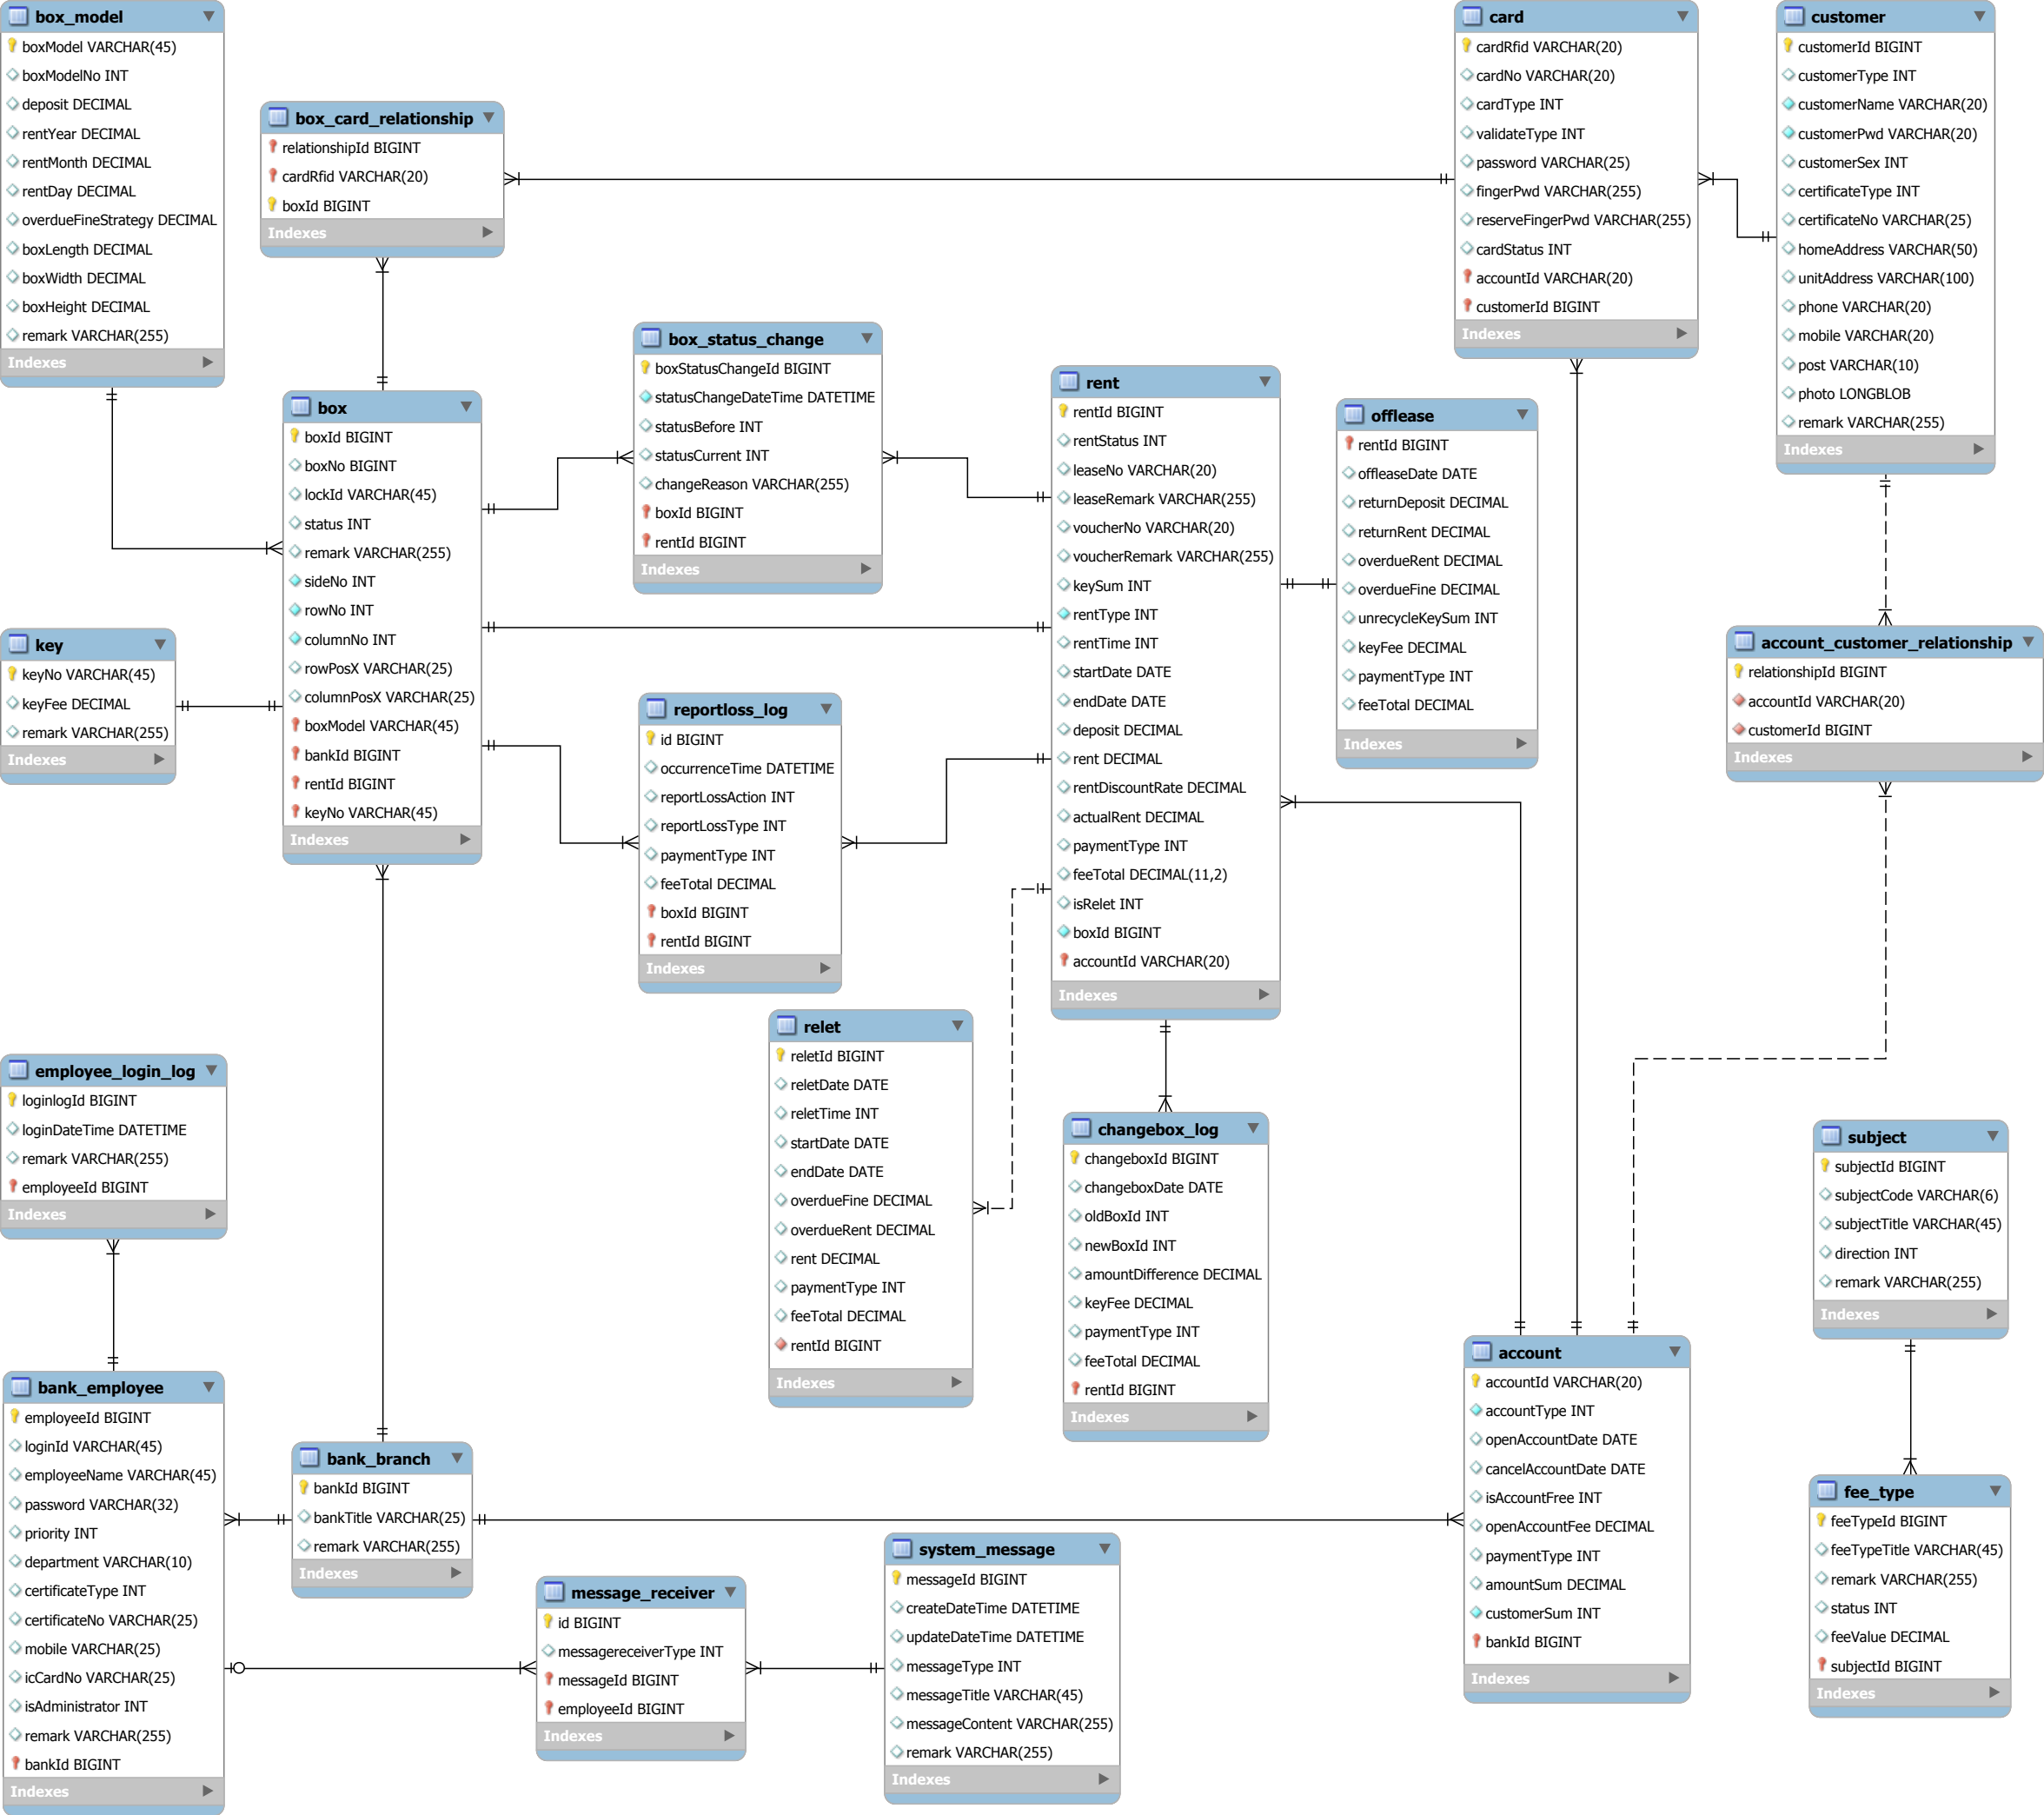 box_model
boxModel VARCHAR(45)
boxModelNo INT
deposit DECIMAL
rentYear DECIMAL
rentMonth DECIMAL
rentDay DECIMAL
overdueFineStrategy DECIMAL
boxLength DECIMAL
boxWidth DECIMAL
boxHeight DECIMAL
remark VARCHAR(255)
Indexes
box_card_relationship
relationshipId BIGINT
cardRfid VARCHAR(20)
boxId BIGINT
Indexes
card
cardRfid VARCHAR(20)
cardNo VARCHAR(20)
cardType INT
validateType INT
password VARCHAR(25)
fingerPwd VARCHAR(255)
reserveFingerPwd VARCHAR(255)
cardStatus INT
accountId VARCHAR(20)
customerId BIGINT
Indexes
customer
customerId BIGINT
customerType INT
customerName VARCHAR(20)
customerPwd VARCHAR(20)
customerSex INT
certificateType INT
certificateNo VARCHAR(25)
homeAddress VARCHAR(50)
unitAddress VARCHAR(100)
phone VARCHAR(20)
mobile VARCHAR(20)
post VARCHAR(10)
photo LONGBLOB
remark VARCHAR(255)
Indexes
box
boxId BIGINT
boxNo BIGINT
lockId VARCHAR(45)
status INT
remark VARCHAR(255)
sideNo INT
rowNo INT
columnNo INT
rowPosX VARCHAR(25)
columnPosX VARCHAR(25)
boxModel VARCHAR(45)
bankId BIGINT
rentId BIGINT
keyNo VARCHAR(45)
Indexes
box_status_change
boxStatusChangeId BIGINT
statusChangeDateTime DATETIME
statusBefore INT
statusCurrent INT
changeReason VARCHAR(255)
boxId BIGINT
rentId BIGINT
Indexes
rent
rentId BIGINT
rentStatus INT
leaseNo VARCHAR(20)
leaseRemark VARCHAR(255)
voucherNo VARCHAR(20)
voucherRemark VARCHAR(255)
keySum INT
rentType INT
rentTime INT
startDate DATE
endDate DATE
deposit DECIMAL
rent DECIMAL
rentDiscountRate DECIMAL
actualRent DECIMAL
paymentType INT
feeTotal DECIMAL(11,2)
isRelet INT
boxId BIGINT
accountId VARCHAR(20)
Indexes
offlease
rentId BIGINT
offleaseDate DATE
returnDeposit DECIMAL
returnRent DECIMAL
overdueRent DECIMAL
overdueFine DECIMAL
unrecycleKeySum INT
keyFee DECIMAL
paymentType INT
feeTotal DECIMAL
Indexes
key
keyNo VARCHAR(45)
keyFee DECIMAL
remark VARCHAR(255)
Indexes
account_customer_relationship
relationshipId BIGINT
accountId VARCHAR(20)
customerId BIGINT
Indexes
reportloss_log
id BIGINT
occurrenceTime DATETIME
reportLossAction INT
reportLossType INT
paymentType INT
feeTotal DECIMAL
boxId BIGINT
rentId BIGINT
Indexes
relet
reletId BIGINT
reletDate DATE
reletTime INT
startDate DATE
endDate DATE
overdueFine DECIMAL
overdueRent DECIMAL
rent DECIMAL
paymentType INT
feeTotal DECIMAL
rentId BIGINT
Indexes
changebox_log
changeboxId BIGINT
changeboxDate DATE
oldBoxId INT
newBoxId INT
amountDifference DECIMAL
keyFee DECIMAL
paymentType INT
feeTotal DECIMAL
rentId BIGINT
Indexes
employee_login_log
loginlogId BIGINT
loginDateTime DATETIME
remark VARCHAR(255)
employeeId BIGINT
Indexes
subject
subjectId BIGINT
subjectCode VARCHAR(6)
subjectTitle VARCHAR(45)
direction INT
remark VARCHAR(255)
Indexes
bank_employee
employeeId BIGINT
loginId VARCHAR(45)
employeeName VARCHAR(45)
password VARCHAR(32)
priority INT
department VARCHAR(10)
certificateType INT
certificateNo VARCHAR(25)
mobile VARCHAR(25)
icCardNo VARCHAR(25)
isAdministrator INT
remark VARCHAR(255)
bankId BIGINT
Indexes
bank_branch
bankId BIGINT
bankTitle VARCHAR(25)
remark VARCHAR(255)
Indexes
account
accountId VARCHAR(20)
accountType INT
openAccountDate DATE
cancelAccountDate DATE
isAccountFree INT
openAccountFee DECIMAL
paymentType INT
amountSum DECIMAL
customerSum INT
bankId BIGINT
Indexes
fee_type
feeTypeId BIGINT
feeTypeTitle VARCHAR(45)
remark VARCHAR(255)
status INT
feeValue DECIMAL
subjectId BIGINT
Indexes
message_receiver
id BIGINT
messagereceiverType INT
messageId BIGINT
employeeId BIGINT
Indexes
system_message
messageId BIGINT
createDateTime DATETIME
updateDateTime DATETIME
messageType INT
messageTitle VARCHAR(45)
messageContent VARCHAR(255)
remark VARCHAR(255)
Indexes